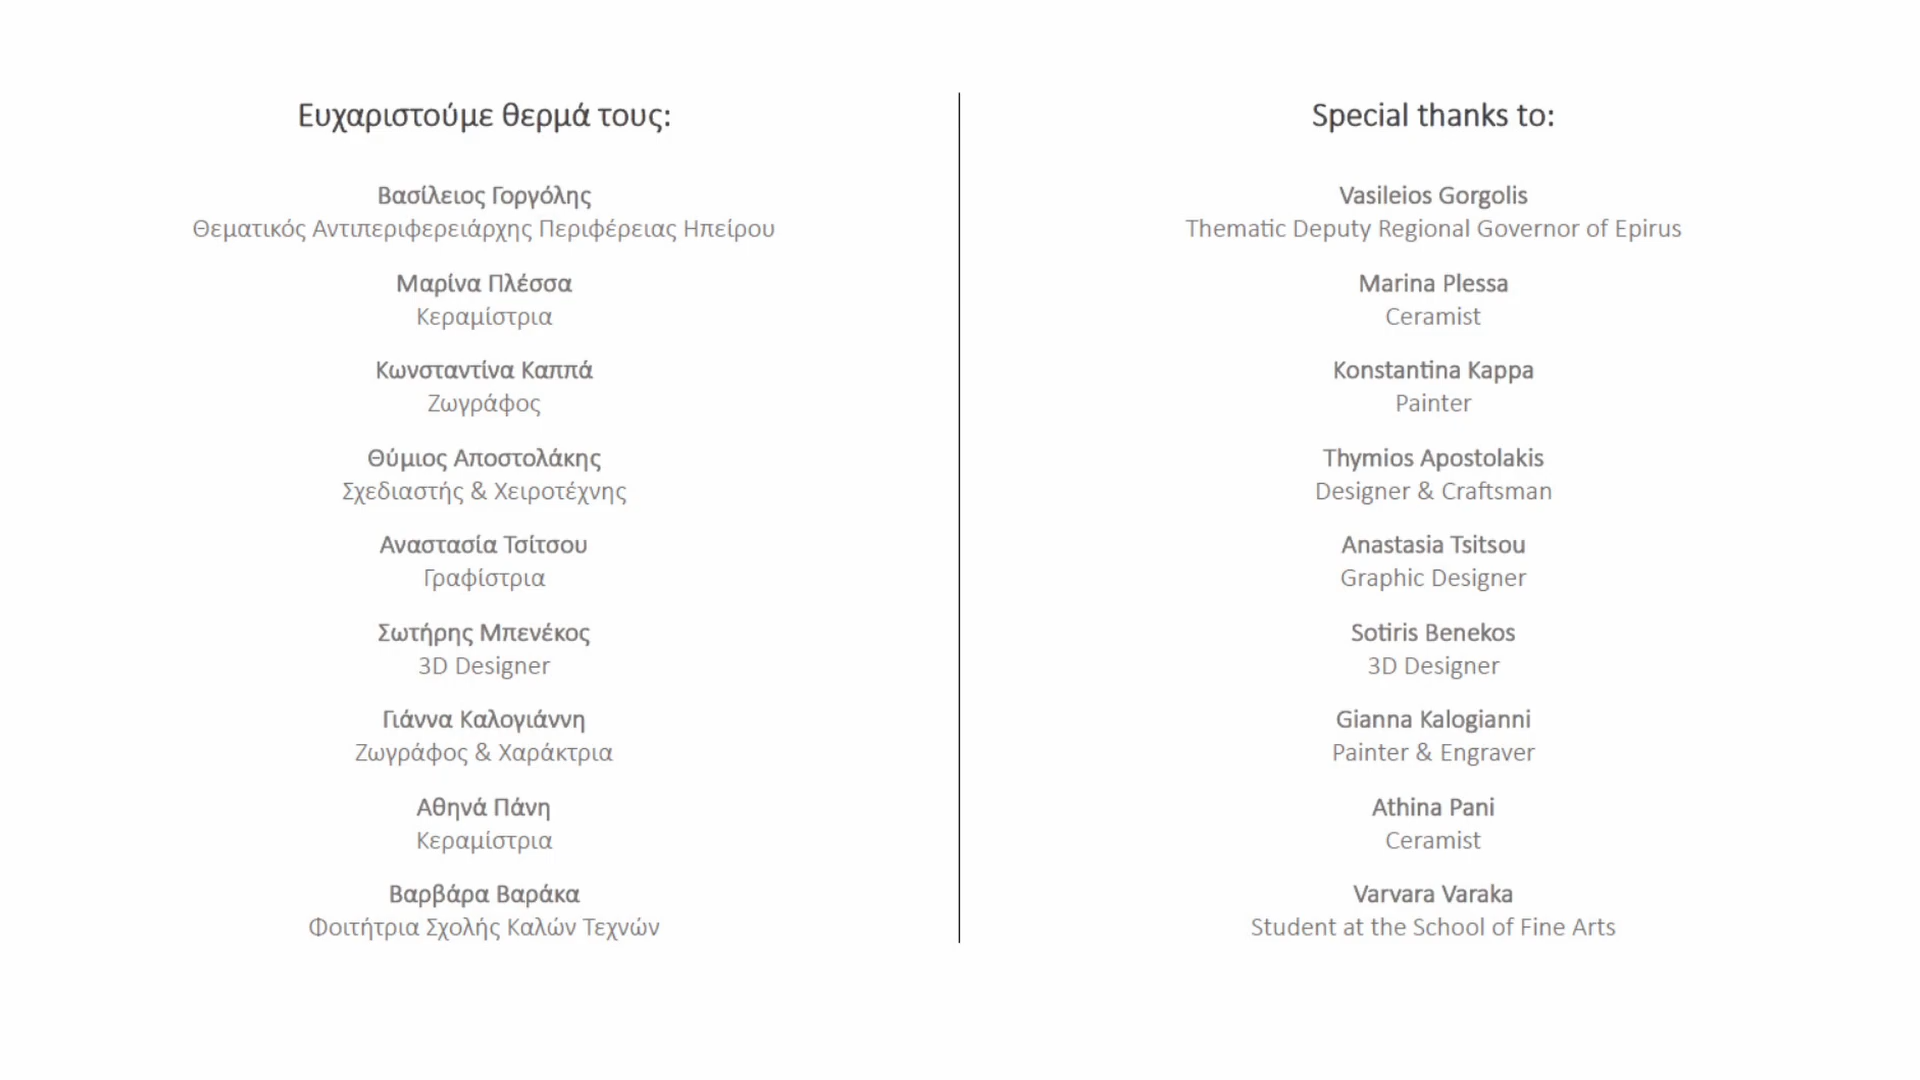 Ευχαριστούμε θερμά τους:
Βασίλειος Γοργόλης
Θεματικός Αντιπεριφερειάρχης Περιφέρειας Ηπείρου
Μαρίνα Πλέσσα
Κεραμίστρια
Κωνσταντίνα Καππά
Ζωγράφος
Θύμιος Αποστολάκης
Σχεδιαστής & Χειροτέχνης
Αναστασία Τσίτσου
Γραφίστρια
Σωτήρης Μπενέκος
3D Designer
Γιάννα Καλογιάννη
Ζωγράφος & Χαράκτρια
Αθηνά Πάνη
Κεραμίστρια
Βαρβάρα Βαράκα
Φοιτήτρια Σχολής Καλών Τεχνών
Special thanks to:
Vasileios Gorgolis
Thematic Deputy Regional Governor of Epirus
Marina Plessa
Ceramist
Konstantina Kappa
Painter
Thymios Apostolakis
Designer & Craftsman
Anastasia Tsitsou
Graphic Designer
Sotiris Benekos
3D Designer
Gianna Kalogianni
Painter & Engraver
Athina Pani
Ceramist
Varvara Varaka
Student at the School of Fine Arts